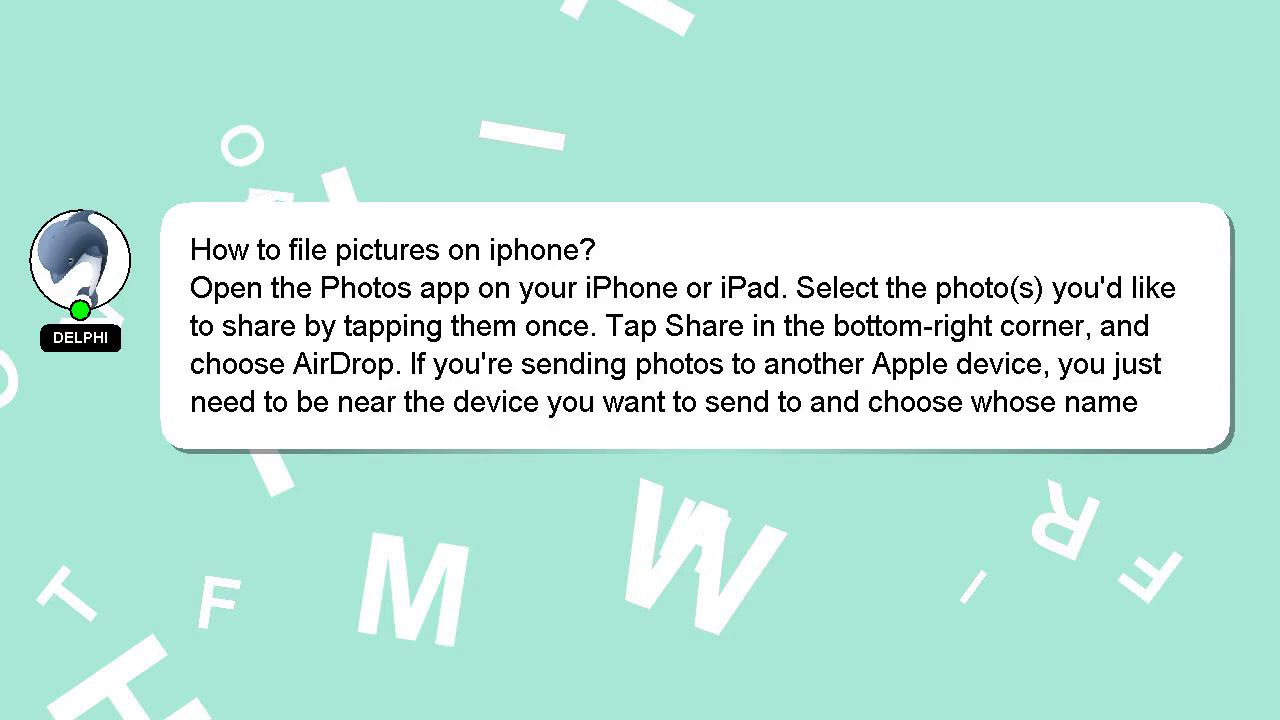 O
I
How to file pictures on iphone?
Open the Photos app on your iPhone or iPad. Select the photo(s) you'd like
to share by tapping them once. Tap Share in the bottom-right corner, and
choose AirDrop. If you're sending photos to another Apple device, you just
need to be near the device you want to send to and choose whose name
DELPHI
M
W
R
F
T
F
I
H